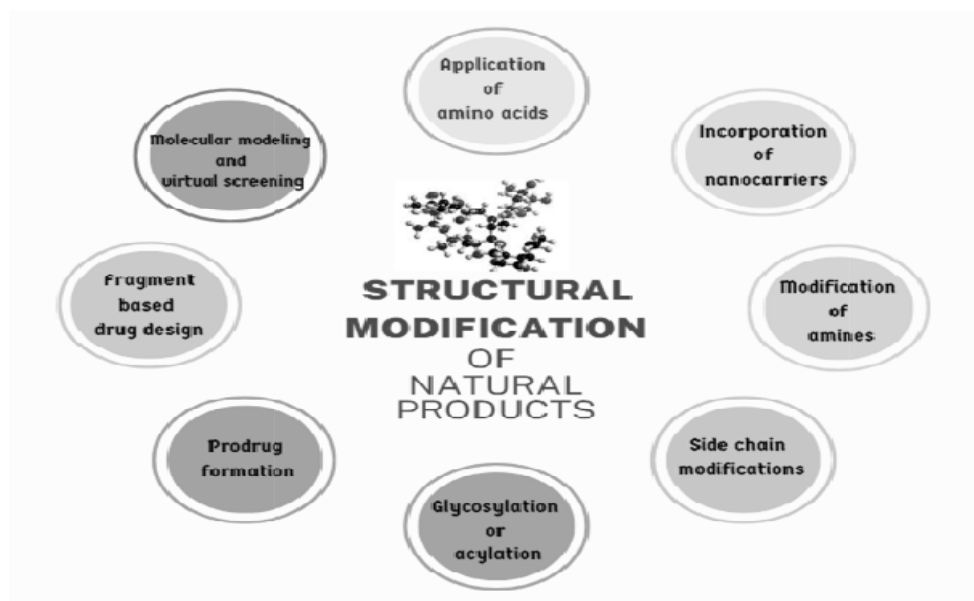 Application
of
amino acids
Incorporation
of
nanocarriers
Modification
of
amines
Side chain
modifications
Glycosylation
or
acylation
Prodrug
formation
Fragment
based
drug design
Molecular modeling
and
virtual screening
STRUCTURAL
MODIFICATION
OF
NATURAL
PRODUCTS